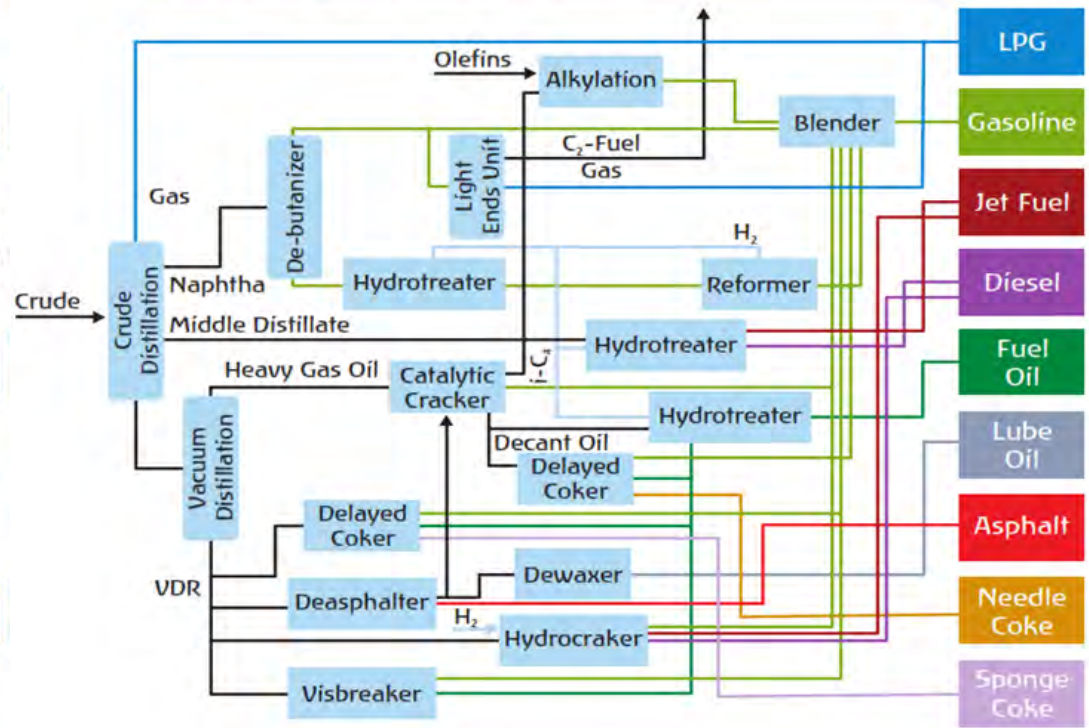 LPG
Olefins
Alkylation
Gasoline
Blender
C₂-Fuel
Gas
Light
Ends Unit
De-butanizer
Gas
Jet Fuel
H₂
Naphtha
Hydrotreater
Reformer
Diesel
Crude
Crude
Distillation
Middle Distillate
Hydrotreater
i-C₄
Fuel
Oil
Heavy Gas Oil
Catalytic
Cracker
Hydrotreater
Lube
Oil
Vacuum
Distillation
Decant Oil
Delayed
Coker
Delayed
Coker
Asphalt
VDR
Dewaxer
Deasphalter
Needle
Coke
H₂
Hydrocraker
Visbreaker
Sponge
Coke